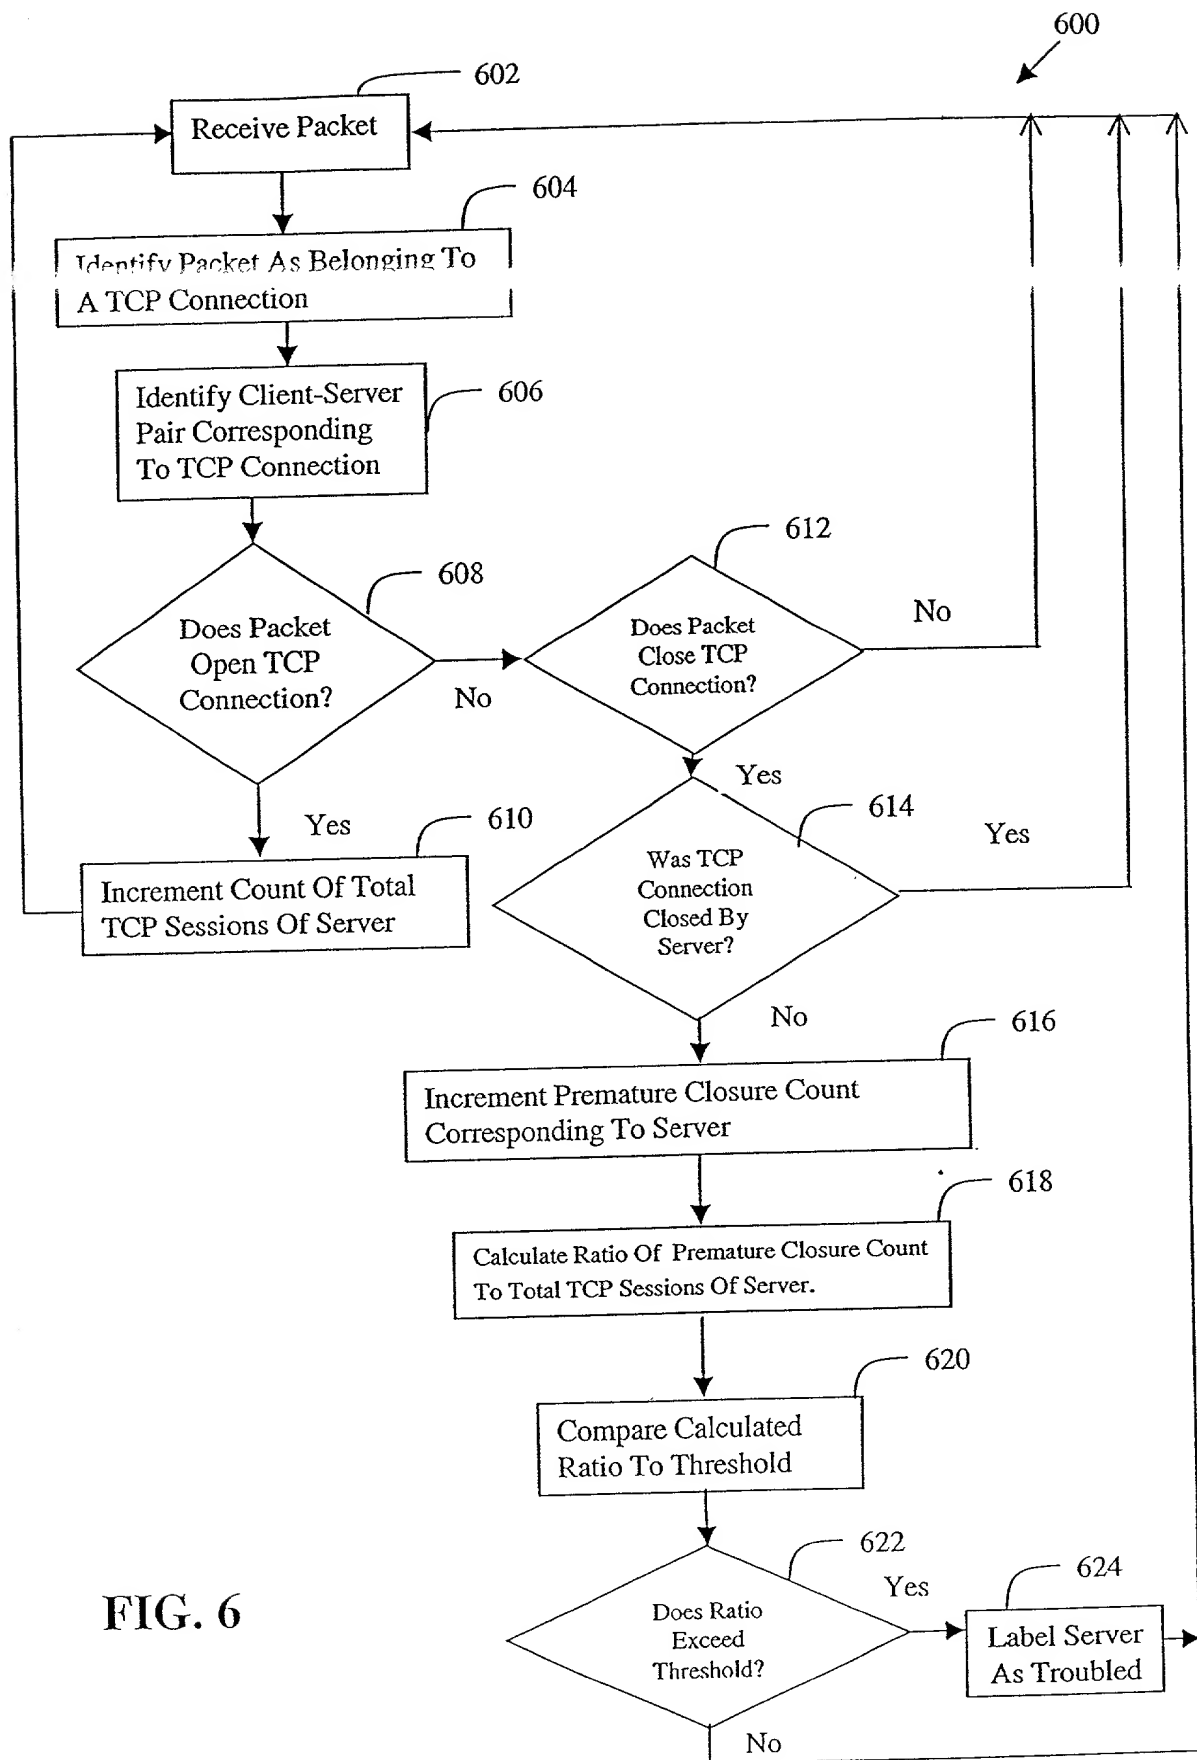 600
602
Receive Packet
604
Identify Packet As Belonging To
A TCP Connection
606
Identify Client-Server
Pair Corresponding
To TCP Connection
608
Does Packet
Open TCP
Connection?
No
612
Does Packet
Close TCP
Connection?
No
Yes
Yes
610
Increment Count Of Total
TCP Sessions Of Server
614
Was TCP
Connection
Closed By
Server?
Yes
No
616
Increment Premature Closure Count
Corresponding To Server
618
Calculate Ratio Of Premature Closure Count
To Total TCP Sessions Of Server.
620
Compare Calculated
Ratio To Threshold
622
Does Ratio
Exceed
Threshold?
Yes
624
Label Server
As Troubled
No
FIG. 6